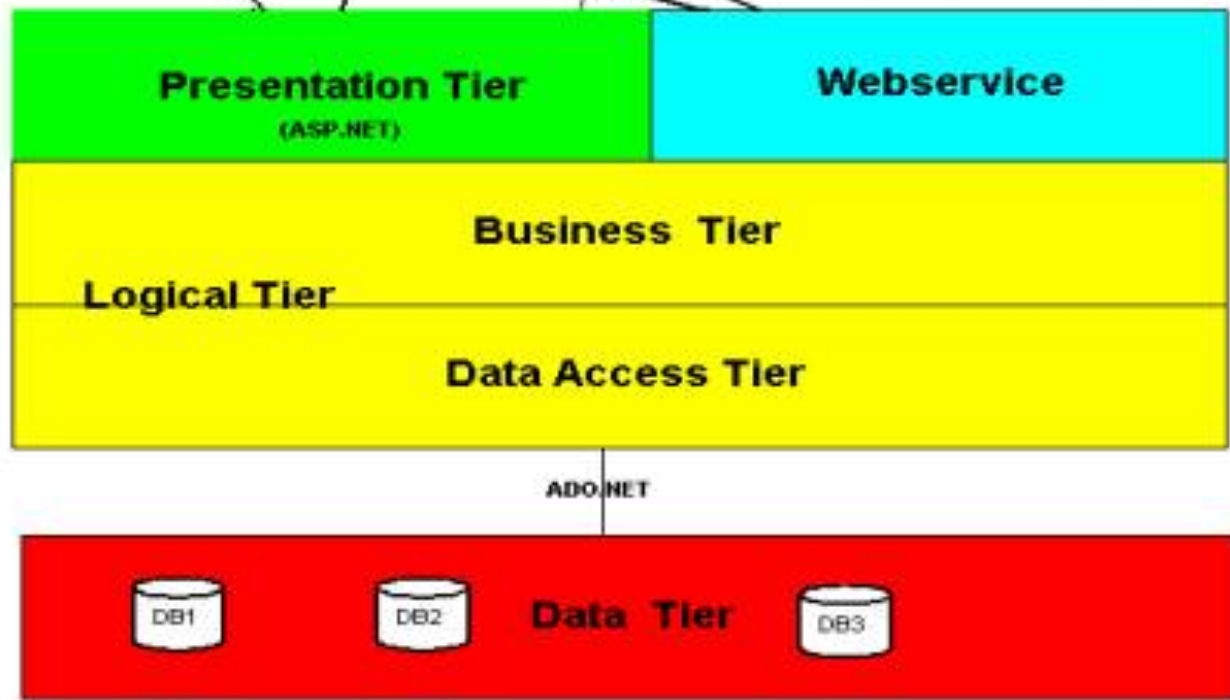 Presentation Tier
(ASP.NET)
Webservice
Business Tier
Logical Tier
Data Access Tier
ADO.NET
DB1
DB2
Data Tier
DB3